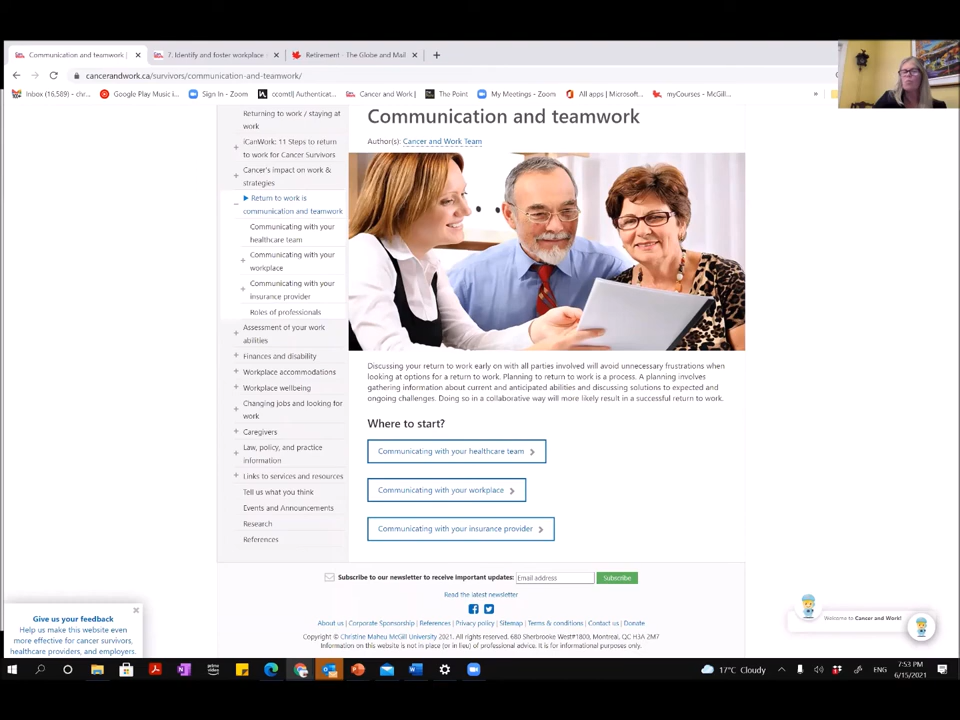 Communication and teamwork |
7. Identify and foster workplace
Retirement - The Globe and Mail
cancerandwork.ca/survivors/communication-and-teamwork/
Inbox (16,589) - chr...
Google Play Music i...
Sign in - Zoom
ccomtl| Authenticat...
Cancer and Work |
The Point
My Meetings - Zoom
All apps | Microsoft...
myCourses - McGill...
Returning to work / staying at
work
iCanWork: 11 Steps to return
to work for Cancer Survivors
Cancer's impact on work &
strategies
Return to work is
communication and teamwork
Communicating with your
healthcare team
Communicating with your
workplace
Communicating with your
insurance provider
Roles of professionals
Assessment of your work
abilities
Finances and disability
Workplace accommodations
Workplace wellbeing
Changing jobs and looking for
work
Caregivers
Law, policy, and practice
information
Links to services and resources
Tell us what you think
Events and Announcements
Research
References
Communication and teamwork
Author(s): Cancer and Work Team
Discussing your return to work early on with all parties involved will avoid unnecessary frustrations when
looking at options for a return to work. Planning to return to work is a process. A planning involves
gathering information about current and anticipated abilities and discussing solutions to expected and
ongoing challenges. Doing so in a collaborative way will more likely result in a successful return to work.
Where to start?
Communicating with your healthcare team
Communicating with your workplace
Communicating with your insurance provider
Subscribe to our newsletter to receive important updates: Email address Subscribe
Read the latest newsletter
About us | Corporate Sponsorship | References | Privacy policy | Sitemap | Terms & conditions | Contact us | Donate
Copyright © Christine Maheu McGill University 2021. All rights reserved. 680 Sherbrooke West#1800, Montreal, QC H3A 2M7
Information on this website is not in place (or in lieu) of professional advice. It is for informational purposes only.
Give us your feedback
Help us make this website even
more effective for cancer survivors,
healthcare providers, and employers.
Welcome to Cancer and Work!
prime
video
17°C Cloudy
ENG
7:53 PM
6/15/2021